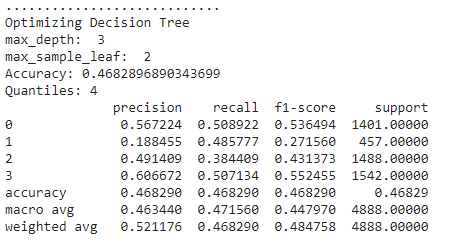 ............................
Optimizing Decision Tree
max_depth:  3
max_sample_leaf:  2
Accuracy: 0.4682896890343699
Quantiles: 4
              precision    recall  f1-score     support
0              0.567224  0.508922  0.536494  1401.00000
1              0.188455  0.485777  0.271560   457.00000
2              0.491409  0.384409  0.431373  1488.00000
3              0.606672  0.507134  0.552455  1542.00000
accuracy       0.468290  0.468290  0.468290     0.46829
macro avg      0.463440  0.471560  0.447970  4888.00000
weighted avg   0.521176  0.468290  0.484758  4888.00000